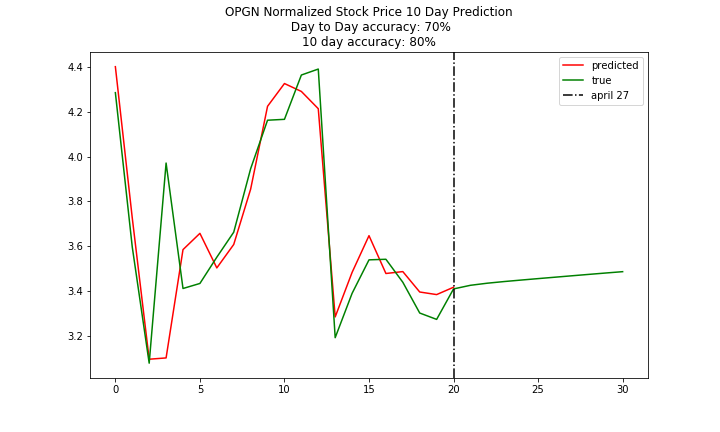 OPGN Normalized Stock Price 10 Day Prediction
Day to Day accuracy: 70%
10 day accuracy: 80%
predicted
true
april 27
4.4
4.2
4.0
3.8
3.6
3.4
3.2
0 5 10 15 20 25 30